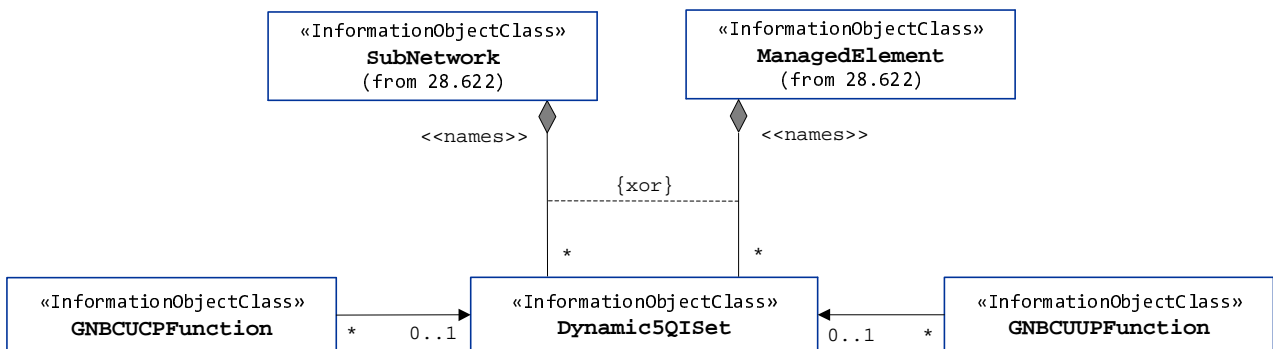 «InformationObjectClass»
SubNetwork
(from 28.622)
«InformationObjectClass»
ManagedElement
(from 28.622)
<<names>>
<<names>>
{xor}
*
*
«InformationObjectClass»
GNBCUCPFunction
*
0..1
«InformationObjectClass»
Dynamic5QISet
0..1
*
«InformationObjectClass»
GNBCUUPFunction